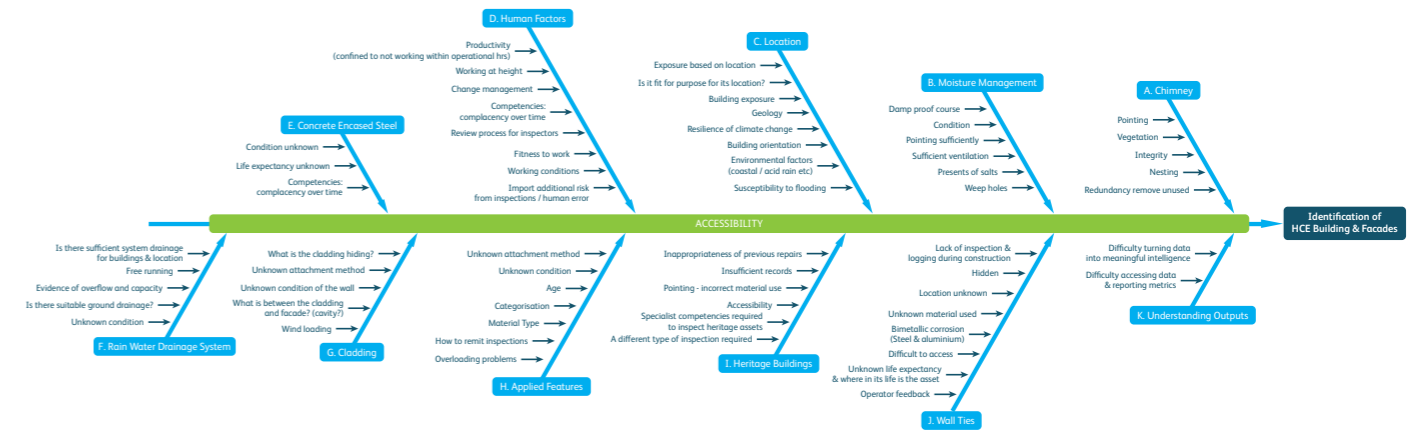 D. Human Factors
Productivity
(confined to not working within operational hrs)
Working at height
Change management
Competencies:
complacency over time
Review process for inspectors
Fitness to work
Working conditions
Import additional risk
from inspections / human error
C. Location
Exposure based on location
Is it fit for purpose for its location?
Building exposure
Geology
Resilience of climate change
Building orientation
Environmental factors
(coastal / acid rain etc)
Susceptibility to flooding
B. Moisture Management
Damp proof course
Condition
Pointing sufficiently
Sufficient ventilation
Presents of salts
Weep holes
A. Chimney
Pointing
Vegetation
Integrity
Nesting
Redundancy remove unused
E. Concrete Encased Steel
Condition unknown
Life expectancy unknown
Competencies:
complacency over time
ACCESSIBILITY
Identification of
HCE Building & Facades
Is there sufficient system drainage
for buildings & location
Free running
Evidence of overflow and capacity
Is there suitable ground drainage?
Unknown condition
F. Rain Water Drainage System
What is the cladding hiding?
Unknown attachment method
Unknown condition of the wall
What is between the cladding
and facade? (cavity?)
Wind loading
G. Cladding
Unknown attachment method
Unknown condition
Age
Categorisation
Material Type
How to remit inspections
Overloading problems
H. Applied Features
Inappropriateness of previous repairs
Insufficient records
Pointing - incorrect material use
Accessibility
Specialist competencies required
to inspect heritage assets
A different type of inspection required
I. Heritage Buildings
Lack of inspection &
logging during construction
Hidden
Location unknown
Unknown material used
Bimetallic corrosion
(Steel & aluminium)
Difficult to access
Unknown life expectancy
& where in its life is the asset
Operator feedback
J. Wall Ties
Difficulty turning data
into meaningful intelligence
Difficulty accessing data
& reporting metrics
K. Understanding Outputs